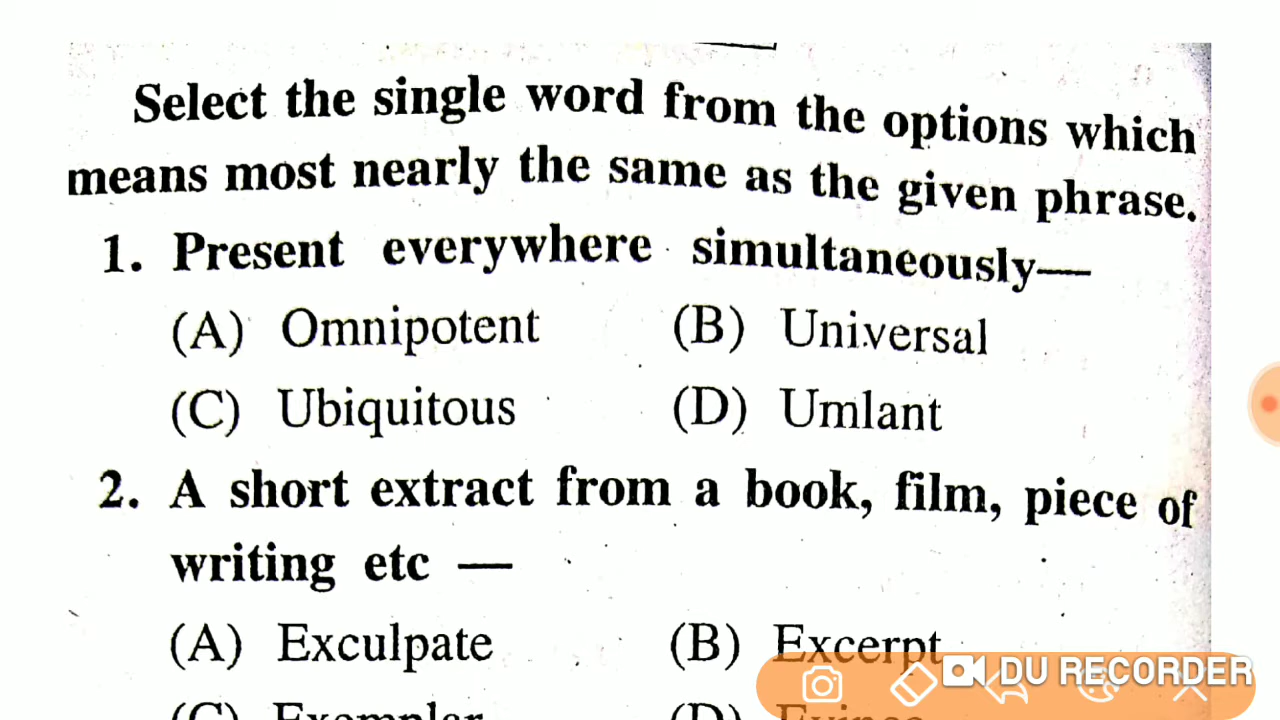 Select the single word from the options which
means most nearly the same as the given phrase.
1. Present everywhere simultaneously—
(A) Omnipotent (B) Universal
(C) Ubiquitous (D) Umlant
2. A short extract from a book, film, piece of
writing etc —
(A) Exculpate (B) Excerpt
DU RECORDER
(C) Exemplar (D)